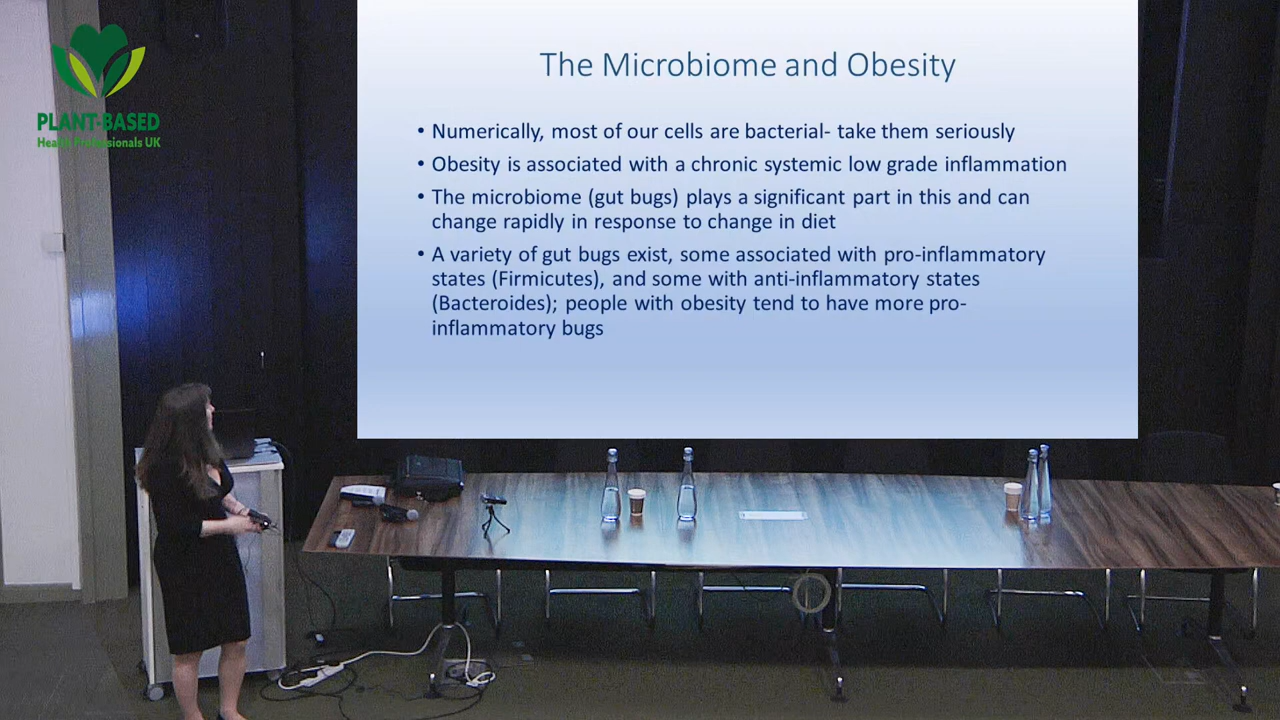 PLANT-BASED
Health Professionals UK
The Microbiome and Obesity
• Numerically, most of our cells are bacterial- take them seriously
• Obesity is associated with a chronic systemic low grade inflammation
• The microbiome (gut bugs) plays a significant part in this and can
change rapidly in response to change in diet
• A variety of gut bugs exist, some associated with pro-inflammatory
states (Firmicutes), and some with anti-inflammatory states
(Bacteroides); people with obesity tend to have more pro-
inflammatory bugs